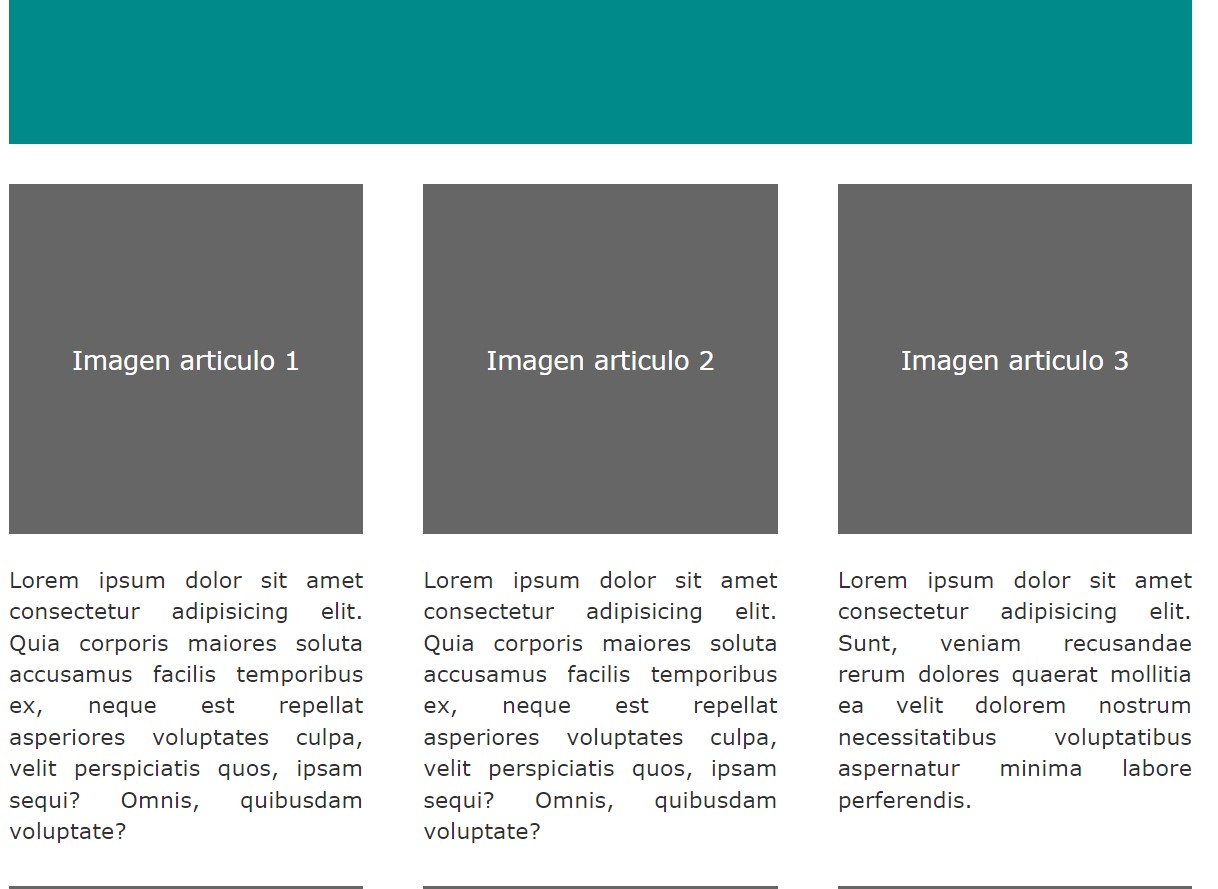 Imagen articulo 1
Imagen articulo 2
Imagen articulo 3
Lorem ipsum dolor sit amet
consectetur adipisicing elit.
Quia corporis maiores soluta
accusamus facilis temporibus
ex, neque est repellat
asperiores voluptates culpa,
velit perspiciatis quos, ipsam
sequi? Omnis, quibusdam
voluptate?
Lorem ipsum dolor sit amet
consectetur adipisicing elit.
Quia corporis maiores soluta
accusamus facilis temporibus
ex, neque est repellat
asperiores voluptates culpa,
velit perspiciatis quos, ipsam
sequi? Omnis, quibusdam
voluptate?
Lorem ipsum dolor sit amet
consectetur adipisicing elit.
Sunt, veniam recusandae
rerum dolores quaerat mollitia
ea velit dolorem nostrum
necessitatibus voluptatibus
aspernatur minima labore
perferendis.